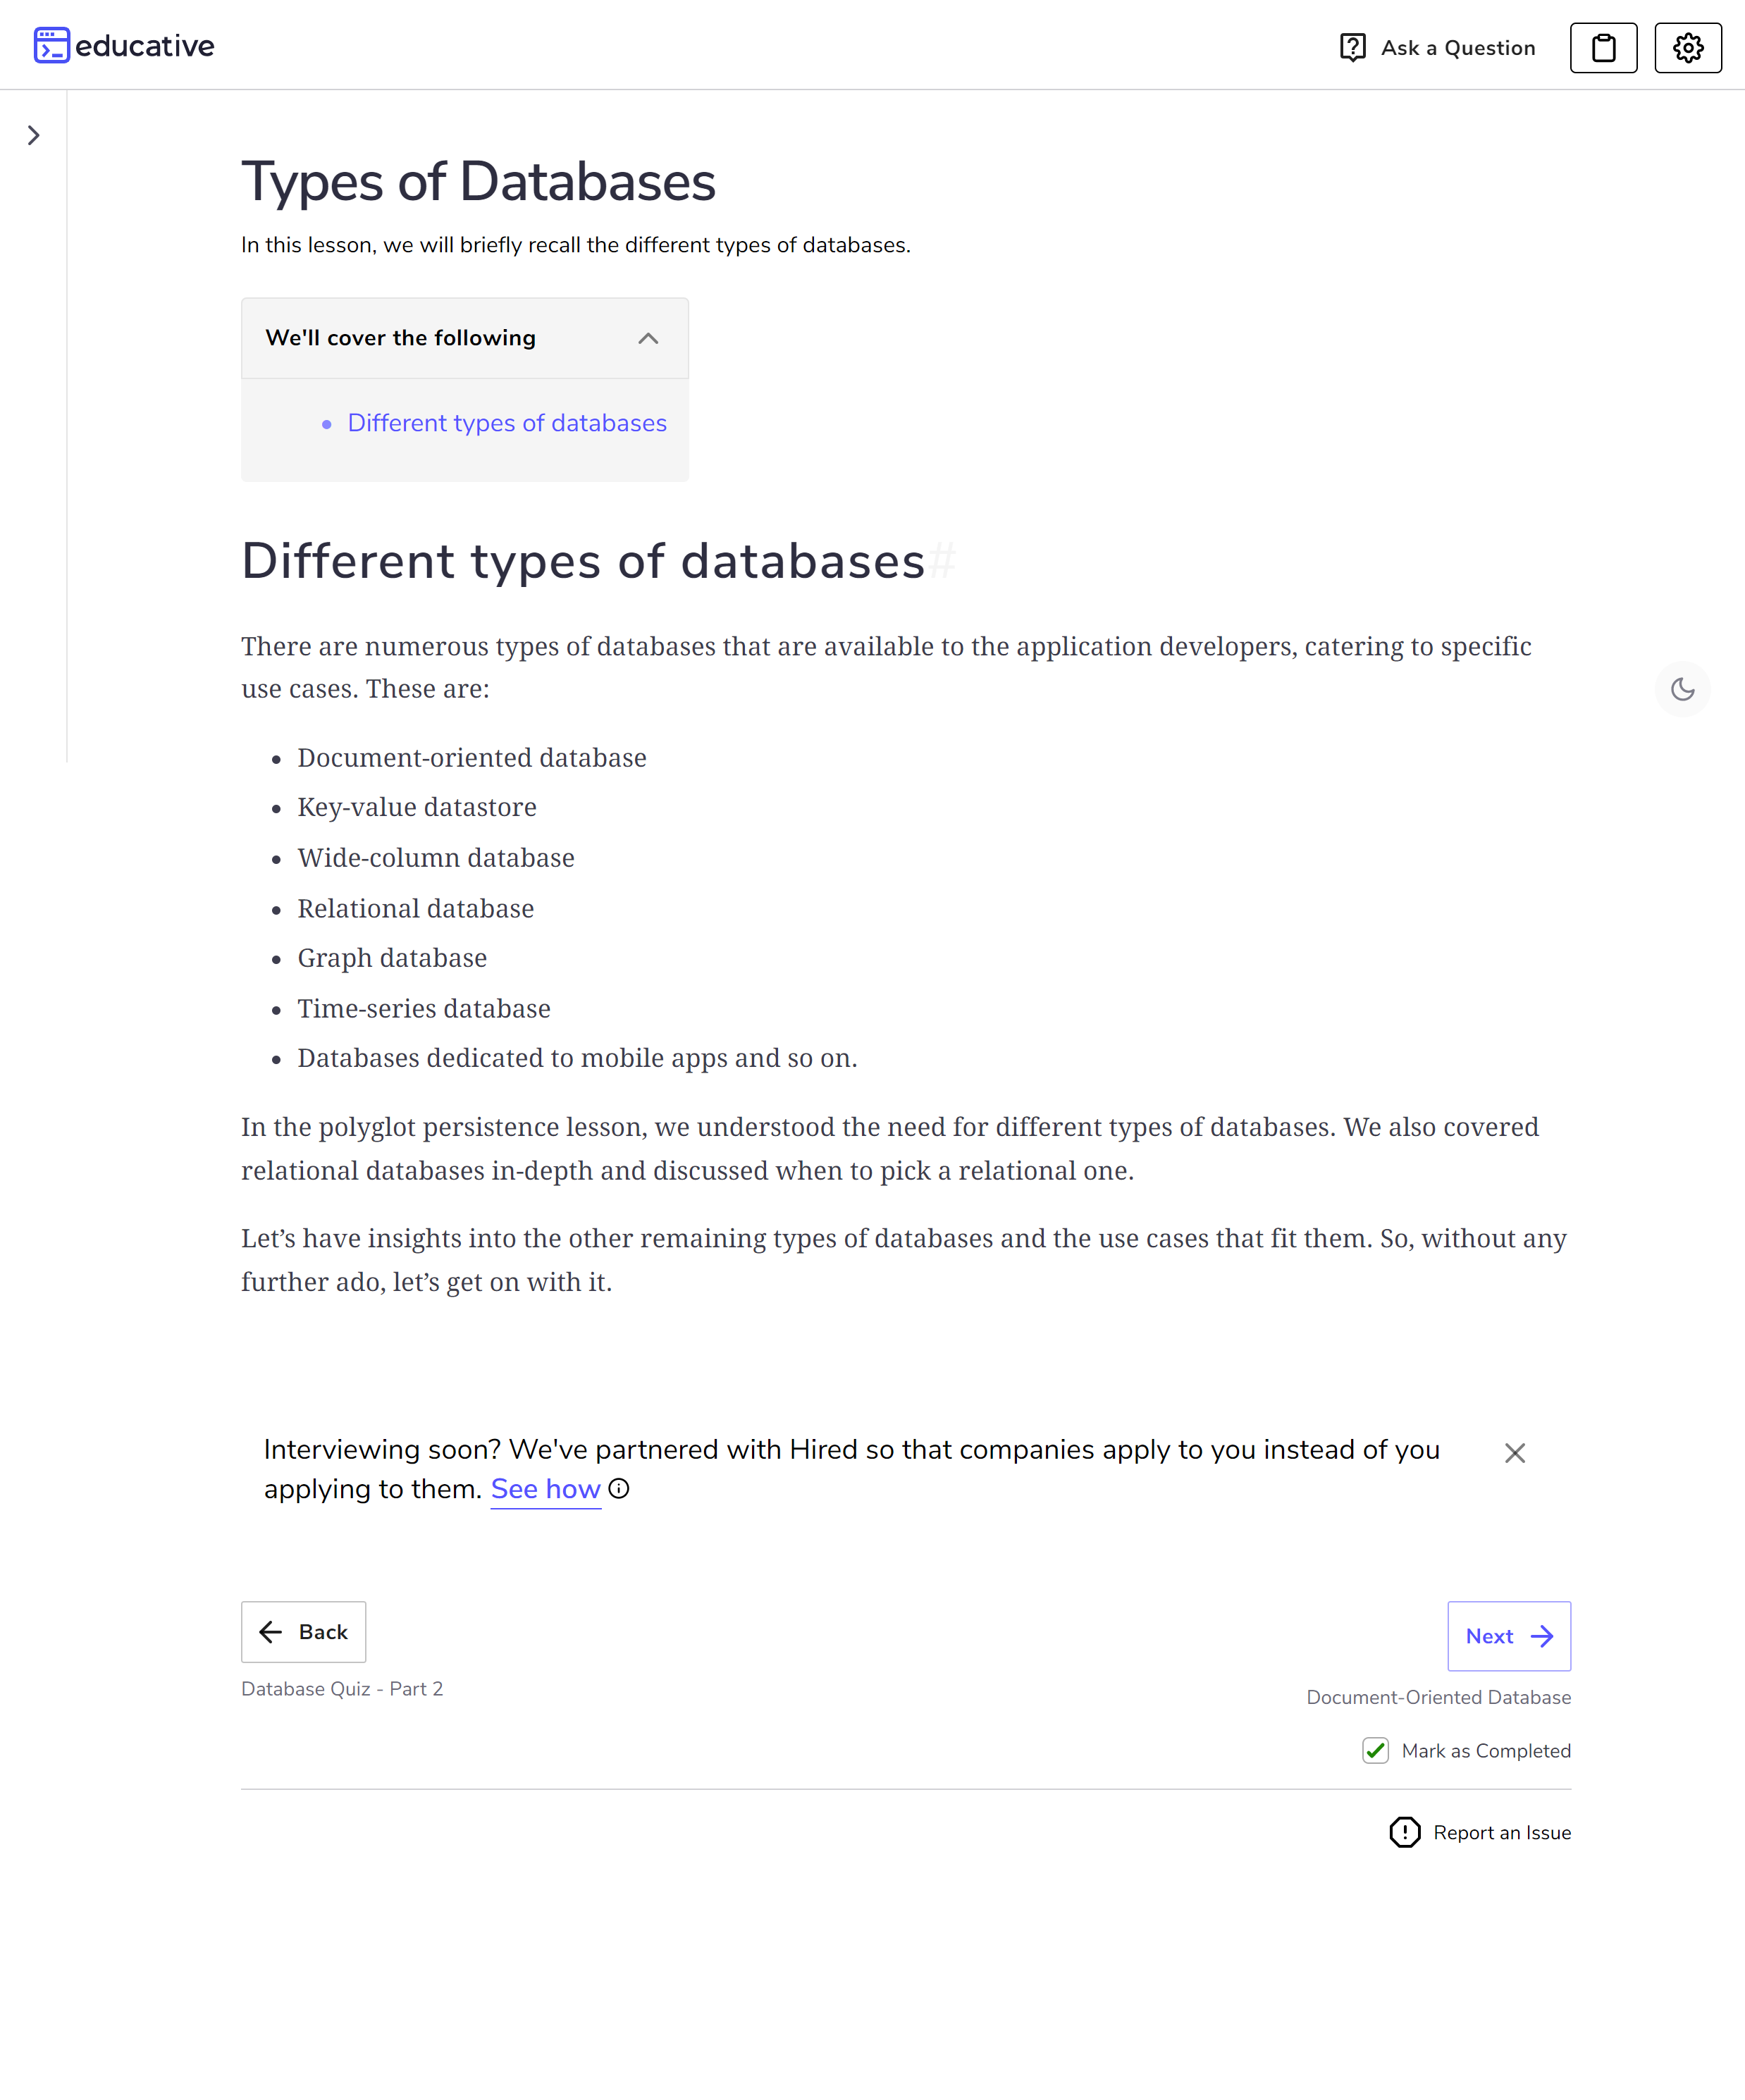 educative
Ask a Question
Types of Databases
In this lesson, we will briefly recall the different types of databases.
We'll cover the following
Different types of databases
Different types of databases#
There are numerous types of databases that are available to the application developers, catering to specific
use cases. These are:
Document-oriented database
Key-value datastore
Wide-column database
Relational database
Graph database
Time-series database
Databases dedicated to mobile apps and so on.
In the polyglot persistence lesson, we understood the need for different types of databases. We also covered
relational databases in-depth and discussed when to pick a relational one.
Let’s have insights into the other remaining types of databases and the use cases that fit them. So, without any
further ado, let’s get on with it.
Interviewing soon? We've partnered with Hired so that companies apply to you instead of you
applying to them. See how
Back
Next
Database Quiz - Part 2
Document-Oriented Database
Mark as Completed
Report an Issue